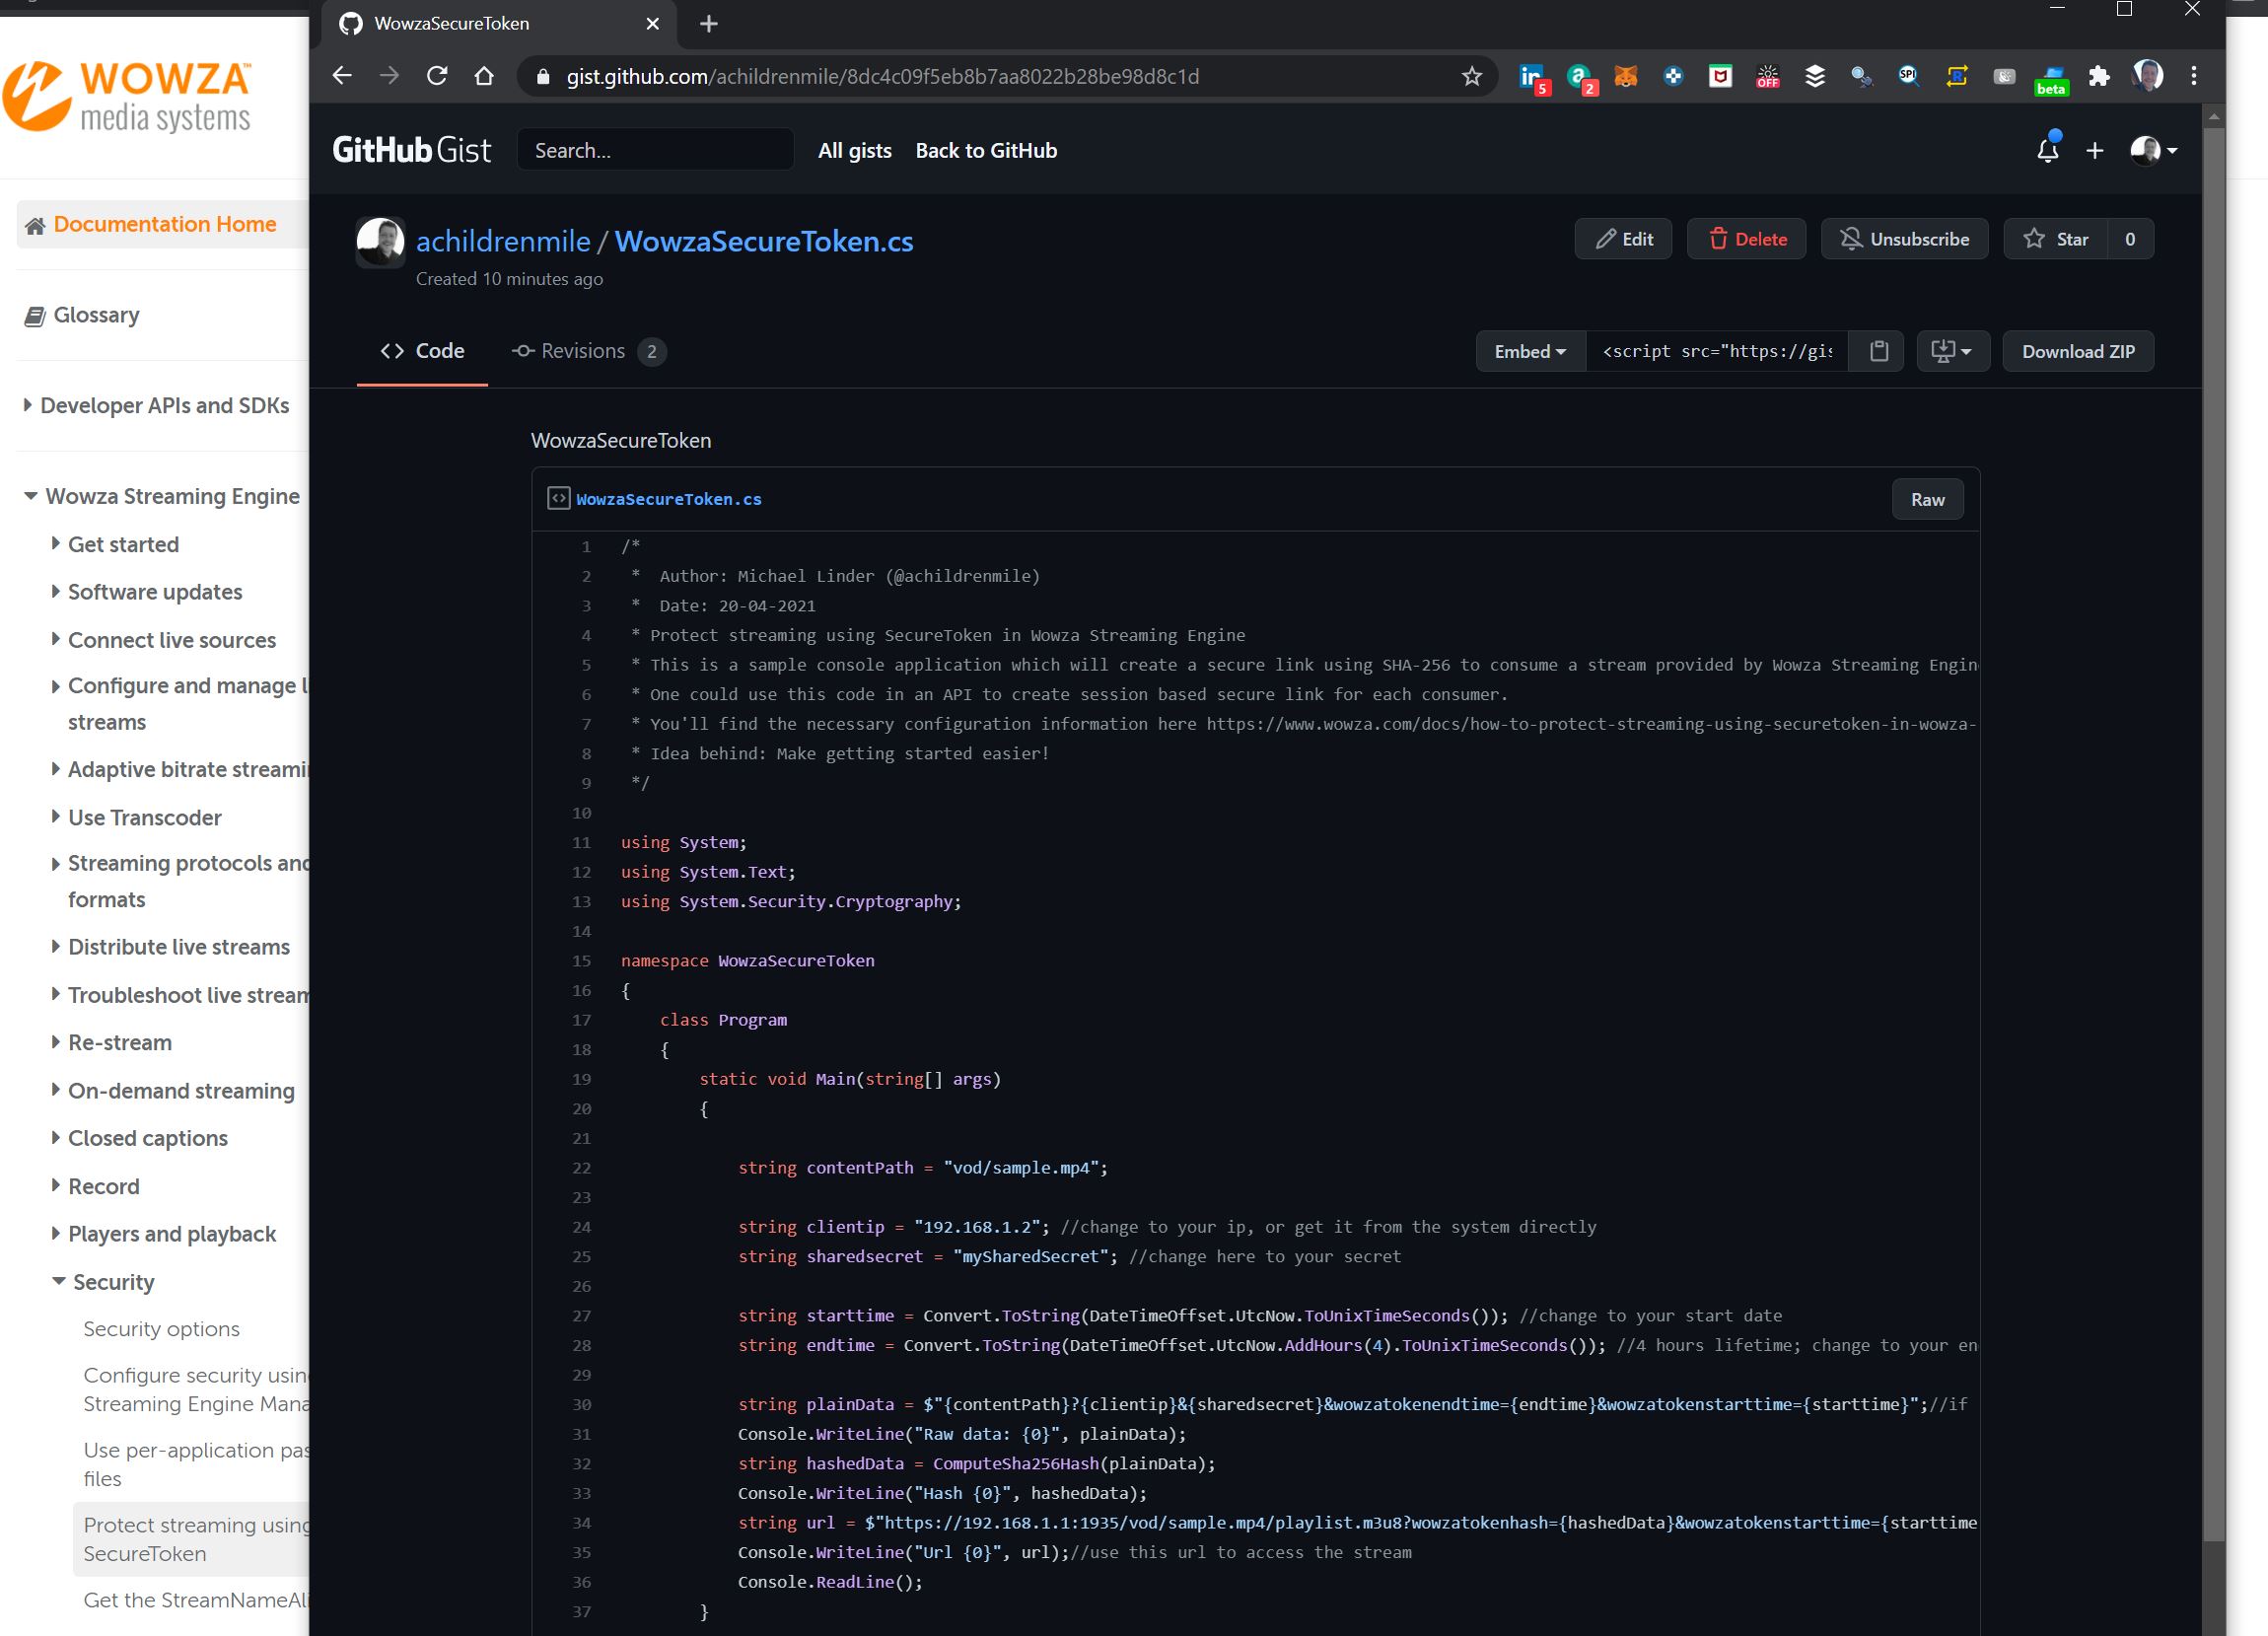 WOWZA™
media systems
Documentation Home
Glossary
Developer APIs and SDKs
Wowza Streaming Engine
Get started
Software updates
Connect live sources
Configure and manage l
streams
Adaptive bitrate streami
Use Transcoder
Streaming protocols and
formats
Distribute live streams
Troubleshoot live stream
Re-stream
On-demand streaming
Closed captions
Record
Players and playback
Security
Security options
Configure security using
Streaming Engine Mana
Use per-application pas
files
Protect streaming using
SecureToken
Get the StreamNameAli
WowzaSecureToken
gist.github.com/achildrenmile/8dc4c09f5eb8b7aa8022b28be98d8c1d
in 5
a 2
OFF
SPI
R
beta
GitHub Gist
Search...
All gists
Back to GitHub
achildrenmile / WowzaSecureToken.cs
Created 10 minutes ago
Edit
Delete
Unsubscribe
Star 0
Code
Revisions 2
Embed
<script src="https://gis
Download ZIP
WowzaSecureToken
WowzaSecureToken.cs
Raw
1 /*
2 *  Author: Michael Linder (@achildrenmile)
3 *  Date: 20-04-2021
4 * Protect streaming using SecureToken in Wowza Streaming Engine
5 * This is a sample console application which will create a secure link using SHA-256 to consume a stream provided by Wowza Streaming Engin
6 * One could use this code in an API to create session based secure link for each consumer.
7 * You'll find the necessary configuration information here https://www.wowza.com/docs/how-to-protect-streaming-using-securetoken-in-wowza-
8 * Idea behind: Make getting started easier!
9 */
10
11 using System;
12 using System.Text;
13 using System.Security.Cryptography;
14
15 namespace WowzaSecureToken
16 {
17 class Program
18 {
19 static void Main(string[] args)
20 {
21
22 string contentPath = "vod/sample.mp4";
23
24 string clientip = "192.168.1.2"; //change to your ip, or get it from the system directly
25 string sharedsecret = "mySharedSecret"; //change here to your secret
26
27 string starttime = Convert.ToString(DateTimeOffset.UtcNow.ToUnixTimeSeconds()); //change to your start date
28 string endtime = Convert.ToString(DateTimeOffset.UtcNow.AddHours(4).ToUnixTimeSeconds()); //4 hours lifetime; change to your en
29
30 string plainData = $"{contentPath}?{clientip}&{sharedsecret}&wowzatokenendtime={endtime}&wowzatokenstarttime={starttime}";//if
31 Console.WriteLine("Raw data: {0}", plainData);
32 string hashedData = ComputeSha256Hash(plainData);
33 Console.WriteLine("Hash {0}", hashedData);
34 string url = $"https://192.168.1.1:1935/vod/sample.mp4/playlist.m3u8?wowzatokenhash={hashedData}&wowzatokenstarttime={starttime
35 Console.WriteLine("Url {0}", url);//use this url to access the stream
36 Console.ReadLine();
37 }